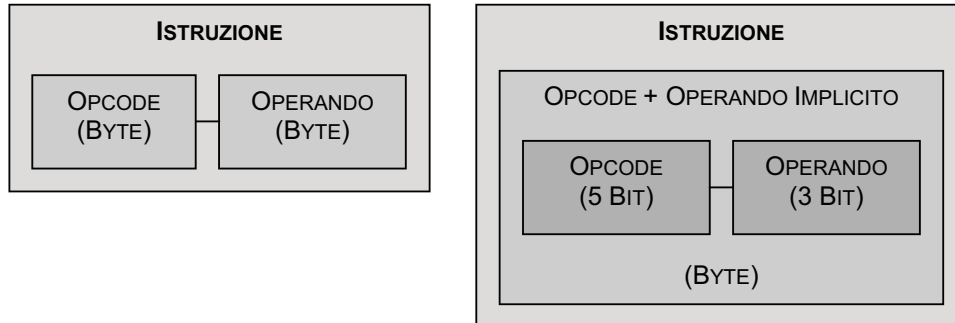 ISTRUZIONE
OPCODE
(BYTE)
OPERANDO
(BYTE)
ISTRUZIONE
OPCODE + OPERANDO IMPLICITO
OPCODE
(5 BIT)
OPERANDO
(3 BIT)
(BYTE)